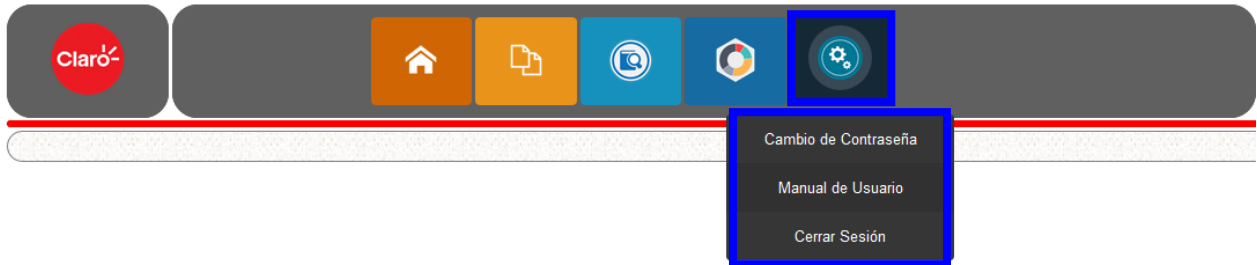 Claro
Cambio de Contraseña
Manual de Usuario
Cerrar Sesión